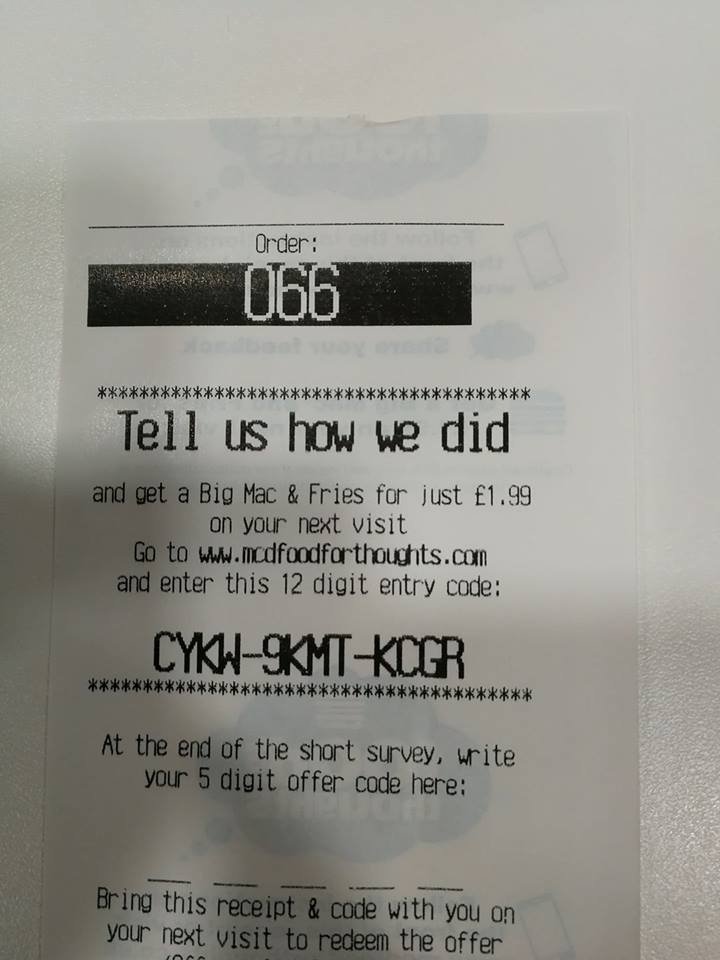 Order:
066
****************************************
Tell us how we did
and get a Big Mac & Fries for just £1.99
on your next visit
Go to www.mcdfoodforthoughts.com
and enter this 12 digit entry code:
CYKW-9KMT-KCGR
****************************************
At the end of the short survey, write
your 5 digit offer code here:
Bring this receipt & code with you on
your next visit to redeem the offer